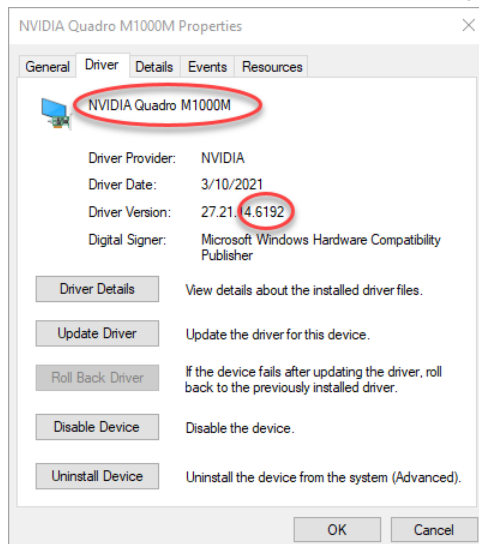 NVIDIA Quadro M1000M Properties
General Driver Details Events Resources
NVIDIA Quadro M1000M
Driver Provider: NVIDIA
Driver Date: 3/10/2021
Driver Version: 27.21.14.6192
Digital Signer: Microsoft Windows Hardware Compatibility
Publisher
Driver Details View details about the installed driver files.
Update Driver Update the driver for this device.
Roll Back Driver If the device fails after updating the driver, roll
back to the previously installed driver.
Disable Device Disable the device.
Uninstall Device Uninstall the device from the system (Advanced).
OK Cancel